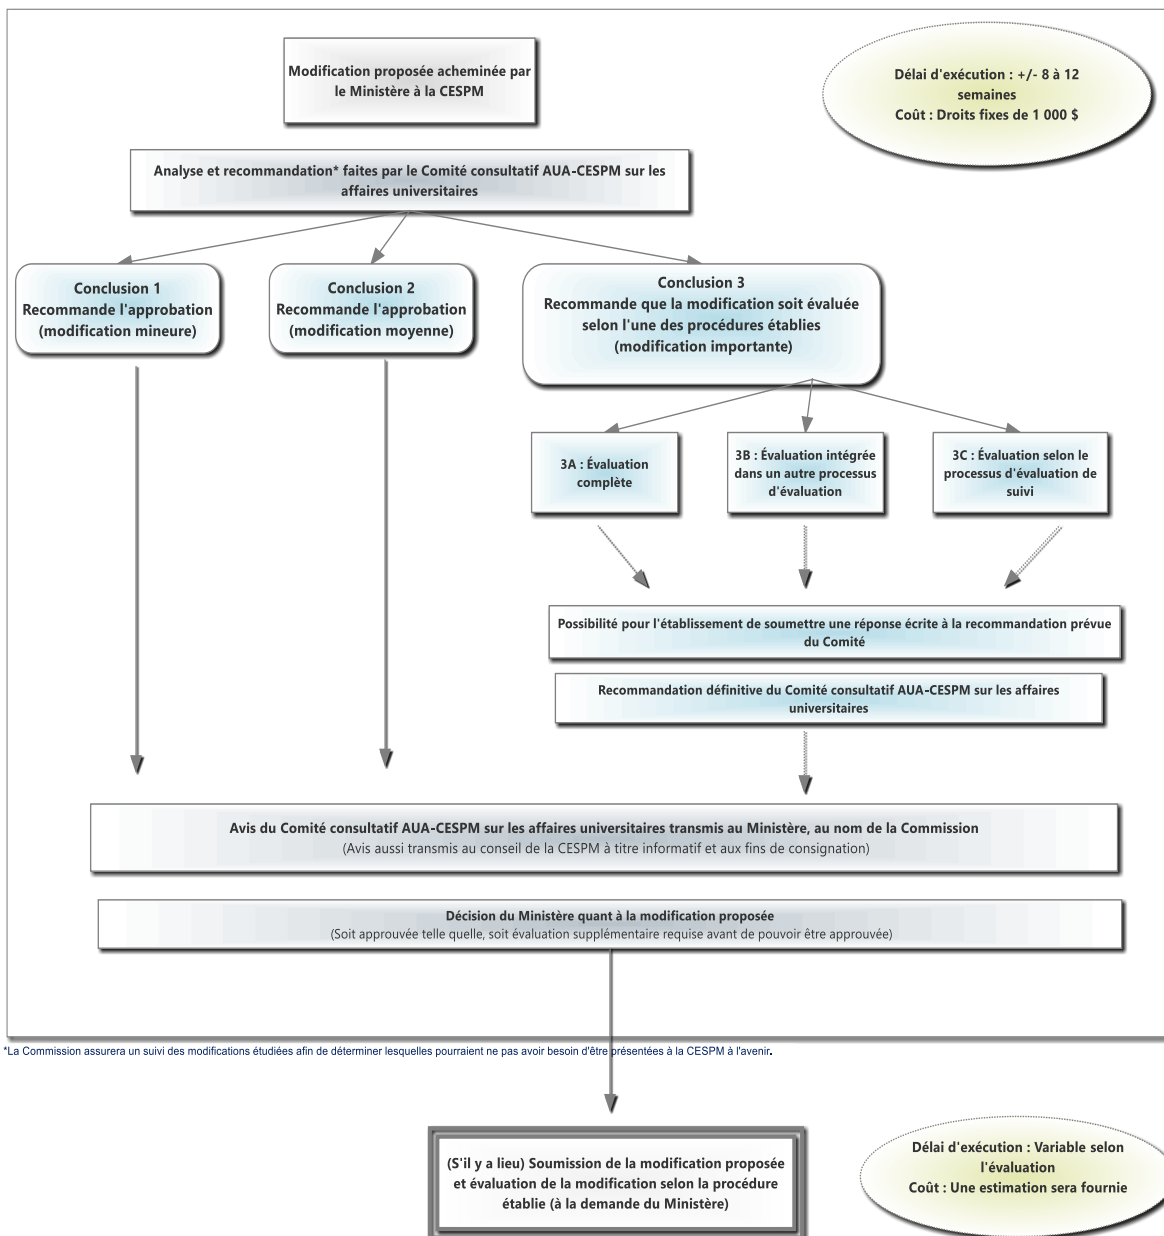 Modification proposée acheminée par
le Ministère à la CESPM
Délai d'exécution : +/- 8 à 12
semaines
Coût : Droits fixes de 1 000 $
Analyse et recommandation* faites par le Comité consultatif AUA-CESPM sur les
affaires universitaires
Conclusion 1
Recommande l'approbation
(modification mineure)
Conclusion 2
Recommande l'approbation
(modification moyenne)
Conclusion 3
Recommande que la modification soit évaluée
selon l'une des procédures établies
(modification importante)
3A : Évaluation
complète
3B : Évaluation intégrée
dans un autre processus
d'évaluation
3C : Évaluation selon le
processus d'évaluation de
suivi
Possibilité pour l'établissement de soumettre une réponse écrite à la recommandation prévue
du Comité
Recommandation définitive du Comité consultatif AUA-CESPM sur les affaires
universitaires
Avis du Comité consultatif AUA-CESPM sur les affaires universitaires transmis au Ministère, au nom de la Commission
(Avis aussi transmis au conseil de la CESPM à titre informatif et aux fins de consignation)
Décision du Ministère quant à la modification proposée
(Soit approuvée telle quelle, soit évaluation supplémentaire requise avant de pouvoir être approuvée)
*La Commission assurera un suivi des modifications étudiées afin de déterminer lesquelles pourraient ne pas avoir besoin d'être présentées à la CESPM à l'avenir.
(S'il y a lieu) Soumission de la modification proposée
et évaluation de la modification selon la procédure
établie (à la demande du Ministère)
Délai d'exécution : Variable selon
l'évaluation
Coût : Une estimation sera fournie